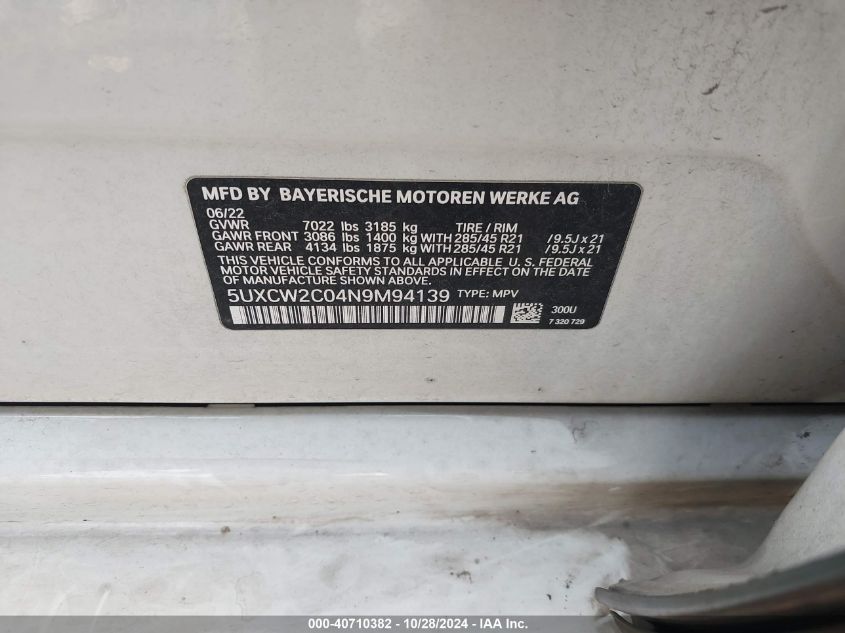 MFD BY BAYERISCHE MOTOREN WERKE AG
06/22
GVWR 7022 lbs 3185 kg TIRE / RIM
GAWR FRONT 3086 lbs 1400 kg WITH 285/45 R21 /9.5J x 21
GAWR REAR 4134 lbs 1875 kg WITH 285/45 R21 /9.5J x 21
THIS VEHICLE CONFORMS TO ALL APPLICABLE U. S. FEDERAL
MOTOR VEHICLE SAFETY STANDARDS IN EFFECT ON THE DATE
OF MANUFACTURE SHOWN ABOVE.
5UXCW2C04N9M94139 TYPE: MPV
300U
7 320 729
000-40710382 / 10/28/2024 - IAA Inc.